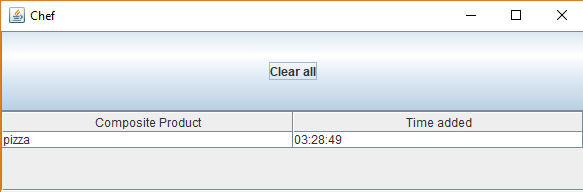 Chef
Clear all
Composite Product Time added
pizza 03:28:49